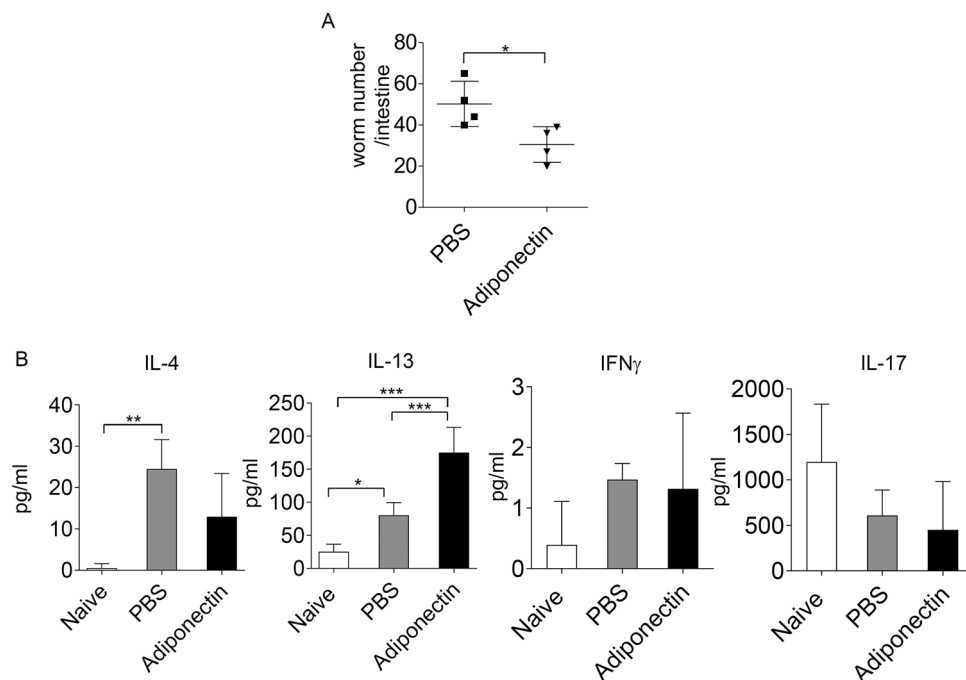 A
worm number
/intestine
80
60
40
20
0
*
PBS
Adiponectin
B
IL-4
pg/ml
40
30
20
10
0
**
Naive
PBS
Adiponectin
IL-13
pg/ml
250
200
150
100
50
0
***
***
*
Naive
PBS
Adiponectin
IFNγ
pg/ml
3
2
1
0
Naive
PBS
Adiponectin
IL-17
pg/ml
2000
1500
1000
500
0
Naive
PBS
Adiponectin